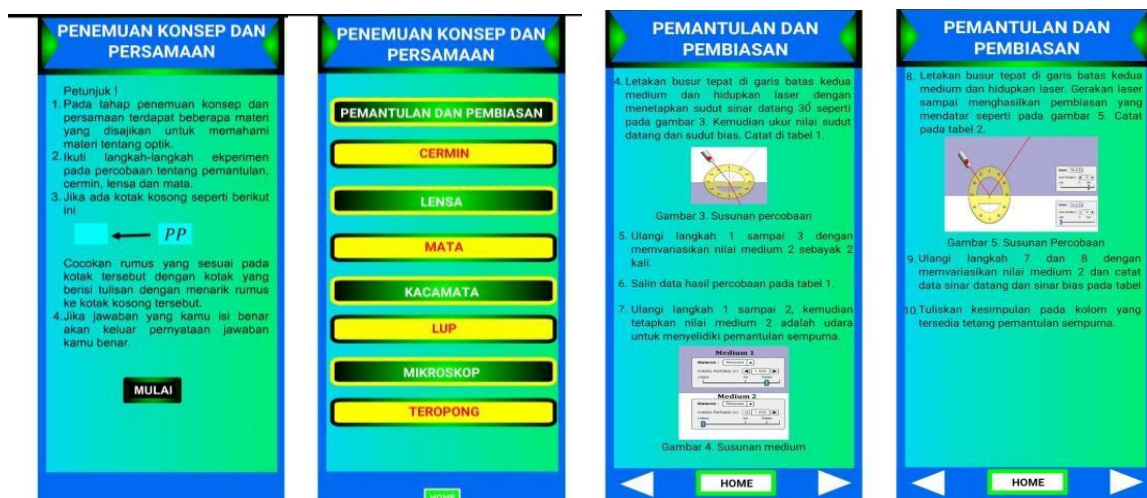 PENEMUAN KONSEP DAN
PERSAMAAN
Petunjuk !
1. Pada tahap penemuan konsep dan
persamaan terdapat beberapa materi
yang disajikan untuk memahami
materi tentang optik.
2. Ikuti langkah-langkah ekperimen
pada percobaan tentang pemantulan,
cermin, lensa dan mata.
3. Jika ada kotak kosong seperti berikut
ini
PP
Cocokan rumus yang sesuai pada
kotak tersebut dengan kotak yang
berisi tulisan dengan menarik rumus
ke kotak kosong tersebut.
4. Jika jawaban yang kamu isi benar
akan keluar pernyataan jawaban
kamu benar.
MULAI
PENEMUAN KONSEP DAN
PERSAMAAN
PEMANTULAN DAN PEMBIASAN
CERMIN
LENSA
MATA
KACAMATA
LUP
MIKROSKOP
TEROPONG
HOME
PEMANTULAN DAN
PEMBIASAN
4. Letakan busur tepat di garis batas kedua
medium dan hidupkan laser dengan
menetapkan sudut sinar datang 30 seperti
pada gambar 3. Kemudian ukur nilai sudut
datang dan sudut bias. Catat di tabel 1.
Gambar 3. Susunan percobaan
5. Ulangi langkah 1 sampai 3 dengan
memvariasikan nilai medium 2 sebayak 2
kali.
6. Salin data hasil percobaan pada tabel 1.
7. Ulangi langkah 1 sampai 2, kemudian
tetapkan nilai medium 2 adalah udara
untuk menyelidiki pemantulan sempurna.
Medium 1
Medium 2
Gambar 4. Susunan medium
HOME
PEMANTULAN DAN
PEMBIASAN
8. Letakan busur tepat di garis batas kedua
medium dan hidupkan laser. Gerakan laser
sampai menghasilkan pembiasan yang
mendatar seperti pada gambar 5. Catat
pada tabel 2.
Gambar 5. Susunan Percobaan
9. Ulangi langkah 7 dan 8 dengan
memvariasikan nilai medium 2 dan catat
data sinar datang dan sinar bias pada tabel
10. Tuliskan kesimpulan pada kolom yang
tersedia tetang pemantulan sempurna.
HOME